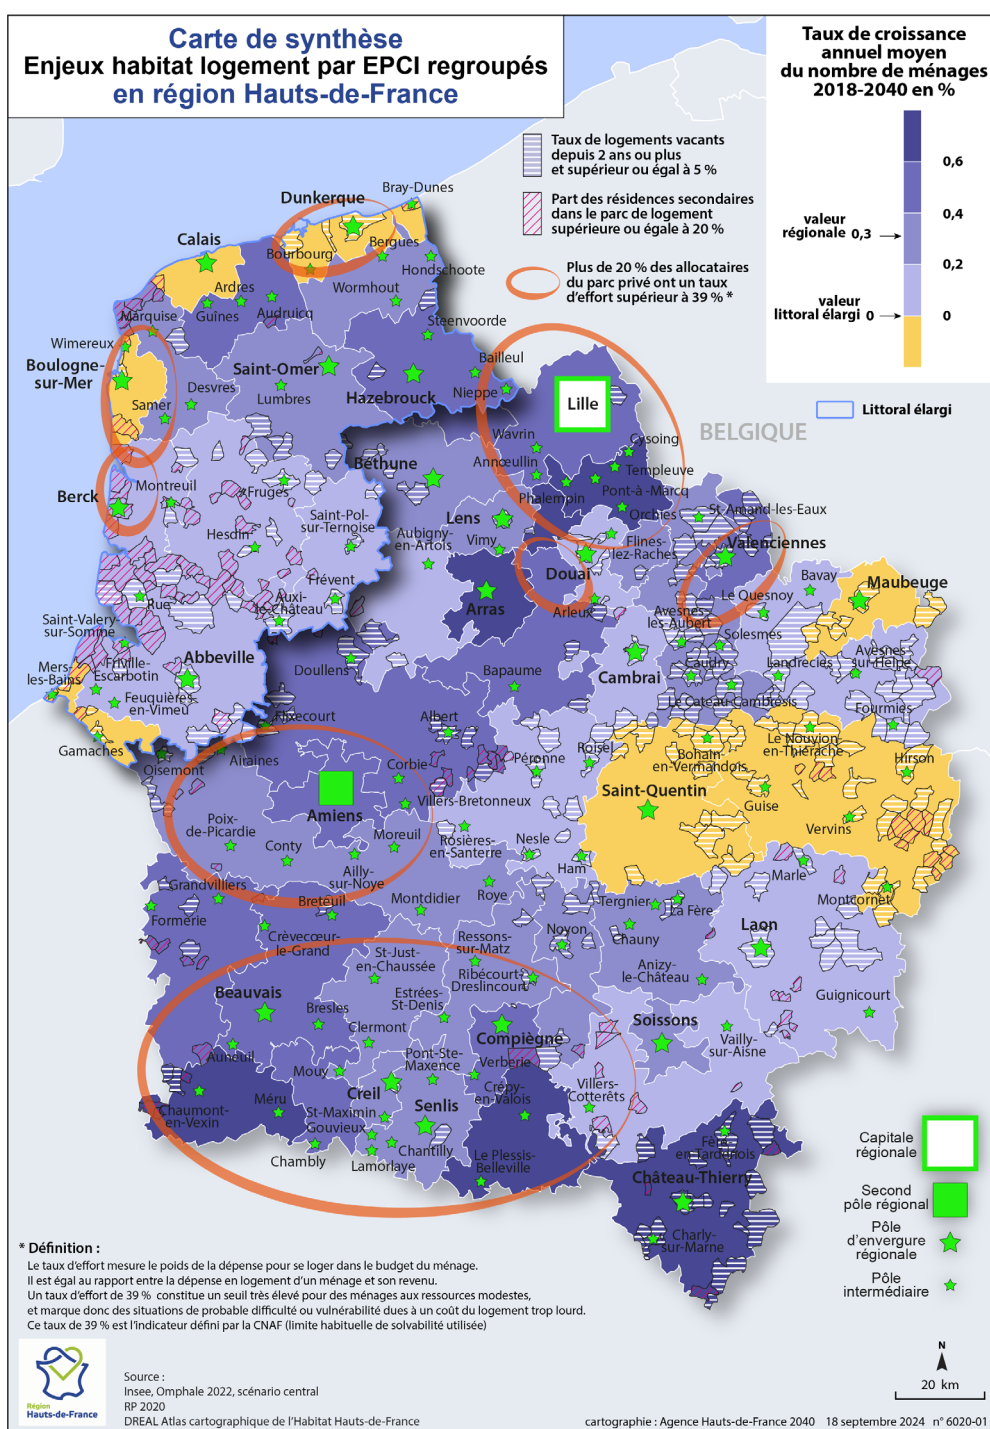 Carte de synthèse
Enjeux habitat logement par EPCI regroupés
en région Hauts-de-France
Taux de croissance
annuel moyen
du nombre de ménages
2018-2040 en %
0,6
0,4
valeur
régionale 0,3
0,2
valeur
littoral élargi 0
0
Taux de logements vacants
depuis 2 ans ou plus
et supérieur ou égal à 5 %
Part des résidences secondaires
dans le parc de logement
supérieure ou égale à 20 %
Plus de 20 % des allocataires
du parc privé ont un taux
d'effort supérieur à 39 % *
Littoral élargi
BELGIQUE
Bray-Dunes
Dunkerque
Calais
Bergues
Bourbourg
Hondschoote
Ardres
Wormhout
Guînes
Audruicq
Marquise
Steenvoorde
Wimereux
Bailleul
Boulogne-
sur-Mer
Saint-Omer
Desvres
Lumbres
Hazebrouck
Nieppe
Lille
Samer
Wavrin
Cysoing
Annœullin
Templeuve
Béthune
Phalempin
Pont-à -Marcq
Berck
Montreuil
Fruges
Orchies
St-Amand-les-Eaux
Saint-Pol-
sur-Ternoise
Lens
Aubigny-
en-Artois
Vimy
Flines-
lez-Raches
Valenciennes
Hesdin
Douai
Bavay
Maubeuge
Frévent
Arleux
Le Quesnoy
Rue
Auxi-
le-Château
Arras
Avesnes-
les-Aubert
Solesmes
Saint-Valery-
sur-Somme
Abbeville
Doullens
Bapaume
Cambrai
Caudry
Landrecies
Avesnes-
sur-Helpe
Mers-
les-Bains
Friville-
Escarbotin
Feuquières-
en-Vimeu
Le Cateau-Cambrésis
Fourmies
Flixecourt
Albert
Gamaches
Oisemont
Airaines
Corbie
Péronne
Roisel
Bohain-
en-Vermandois
Le Nouvion-
en-Thiérache
Hirson
Saint-Quentin
Guise
Amiens
Villers-Bretonneux
Vervins
Poix-
de-Picardie
Conty
Moreuil
Rosières-
en-Santerre
Nesle
Ailly-
sur-Noye
Ham
Marle
Grandvilliers
Breteuil
Montdidier
Roye
Tergnier
La Fère
Montcornet
Formerie
Crèvecœur-
le-Grand
Ressons-
sur-Matz
Noyon
Chauny
Laon
St-Just-
en-Chaussée
Ribécourt-
Dreslincourt
Anizy-
le-Château
Guignicourt
Beauvais
Estrées-
St-Denis
Bresles
Clermont
Compiègne
Soissons
Vailly-
sur-Aisne
Auneuil
Pont-Ste-
Maxence
Verberie
Mouy
Creil
Crépy-
en-Valois
Villers-
Cotterêts
Chaumont-
en-Vexin
Méru
St-Maximin
Gouvieux
Senlis
Chantilly
Chambly
Lamorlaye
Le Plessis-
Belleville
Fère-
en-Tardenois
Château-Thierry
Charly-
sur-Marne
Capitale
régionale
Second
pôle régional
Pôle
d'envergure
régionale
Pôle
intermédiaire
* Définition :
Le taux d'effort mesure le poids de la dépense pour se loger dans le budget du ménage.
Il est égal au rapport entre la dépense en logement d'un ménage et son revenu.
Un taux d'effort de 39 % constitue un seuil très élevé pour des ménages aux ressources modestes,
et marque donc des situations de probable difficulté ou vulnérabilité dues à un coût du logement trop lourd.
Ce taux de 39 % est l'indicateur défini par la CNAF (limite habituelle de solvabilité utilisée)
Région
Hauts-de-France
Source :
Insee, Omphale 2022, scénario central
RP 2020
DREAL Atlas cartographique de l'Habitat Hauts-de-France
N
20 km
cartographie : Agence Hauts-de-France 2040 18 septembre 2024 n° 6020-01